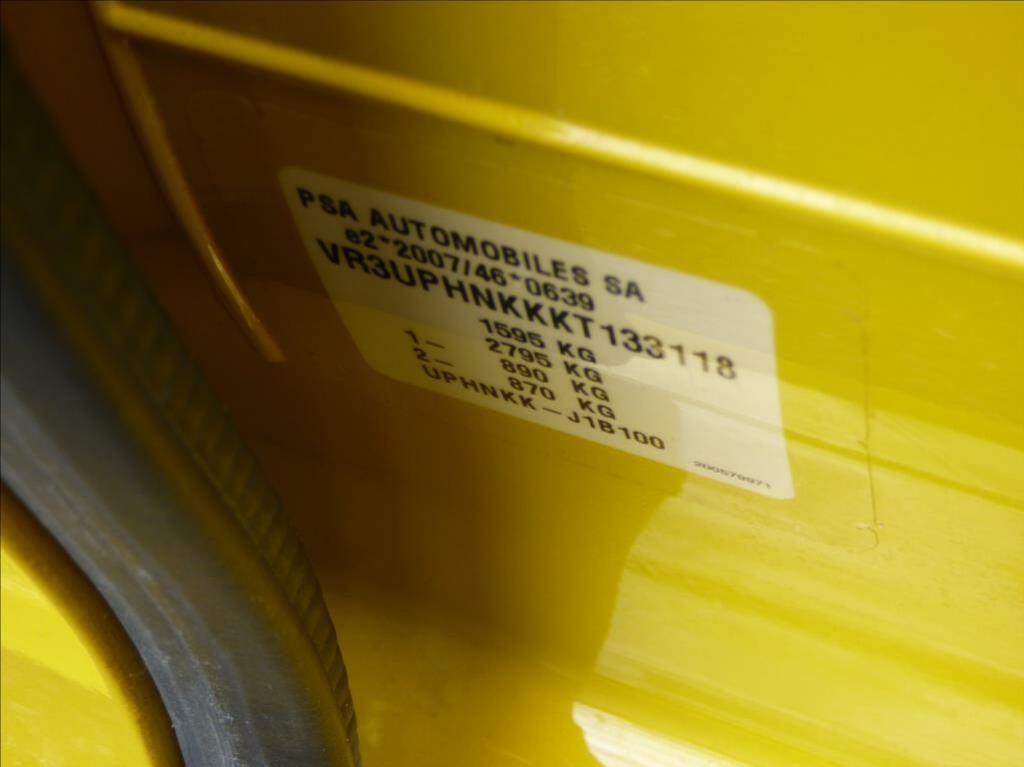 PSA AUTOMOBILES SA
e2*2007/46*0639
VR3UPHNKKKT133118
1595 KG
2795 KG
1– 890 KG
2– 870 KG
UPHNKK–J1B100
200579971